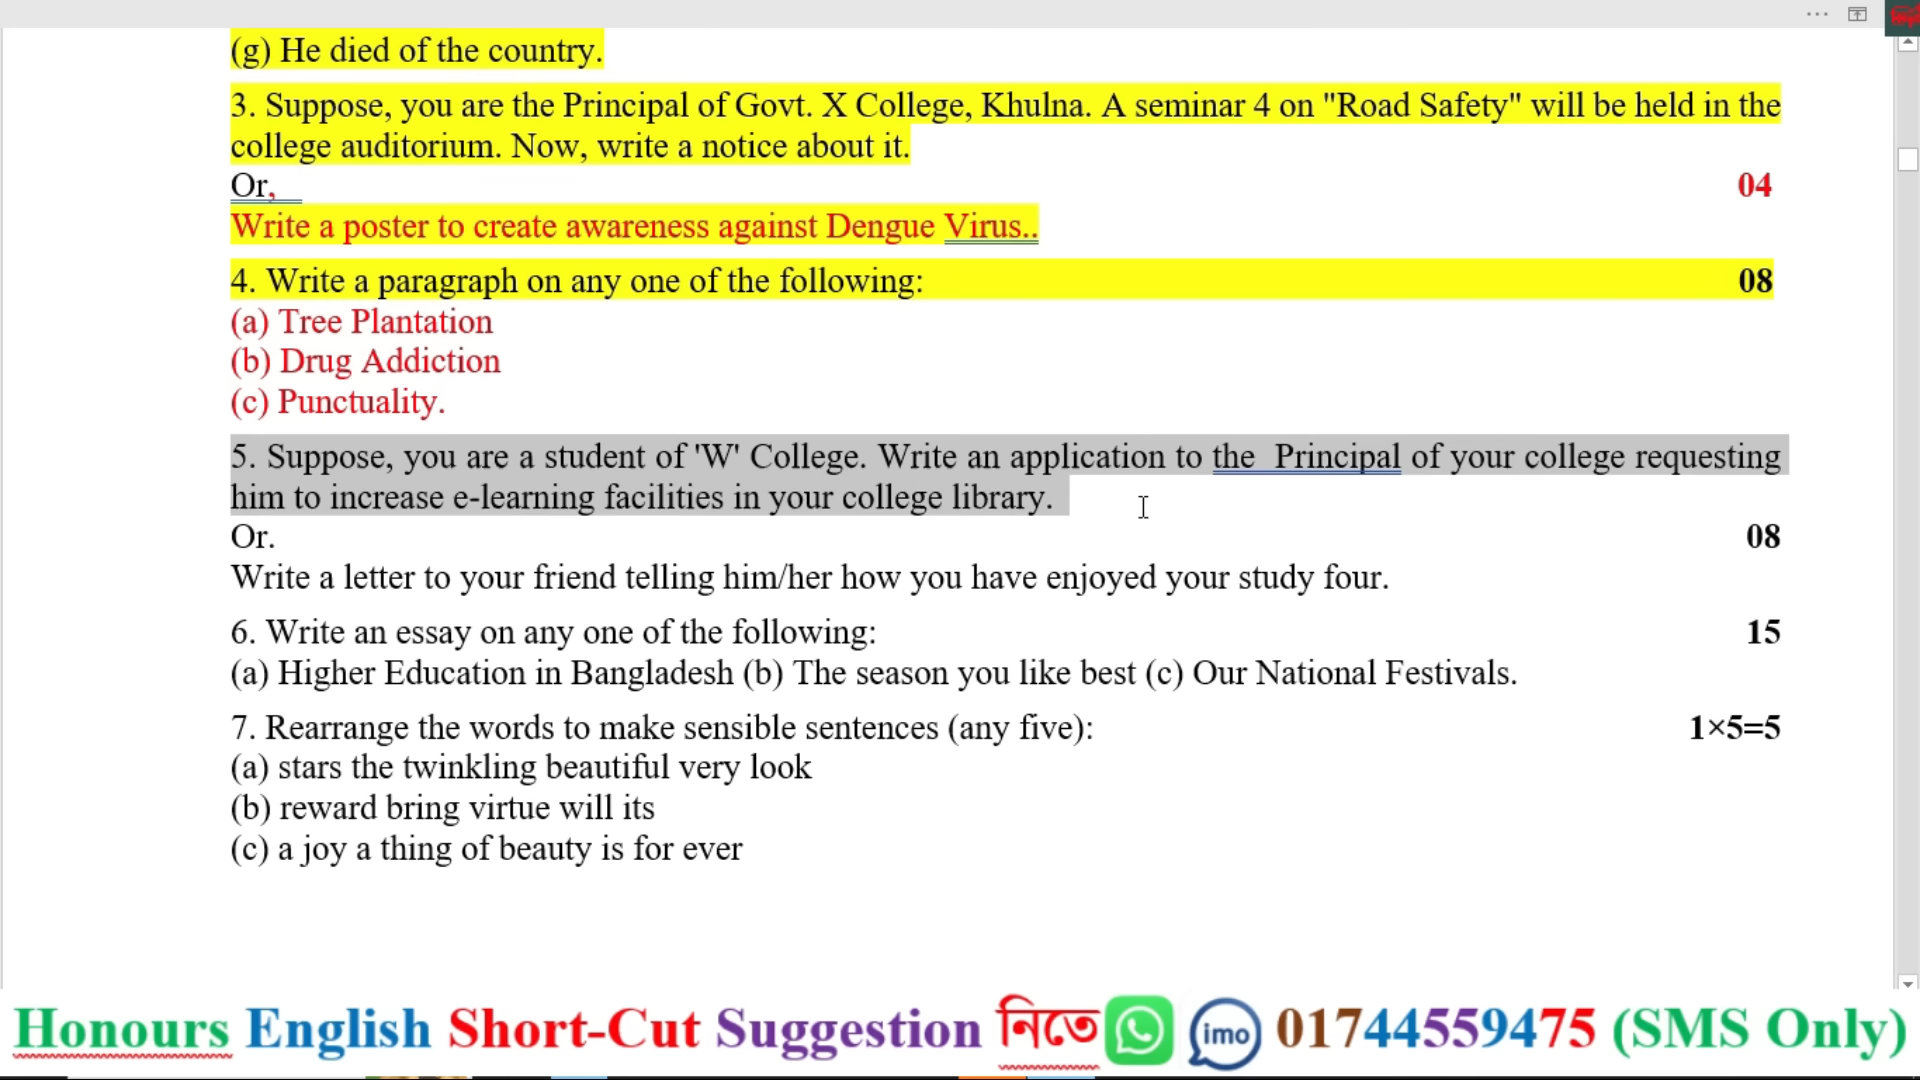 (g) He died of the country.
3. Suppose, you are the Principal of Govt. X College, Khulna. A seminar 4 on "Road Safety" will be held in the
college auditorium. Now, write a notice about it.
Or, 04
Write a poster to create awareness against Dengue Virus..
4. Write a paragraph on any one of the following: 08
(a) Tree Plantation
(b) Drug Addiction
(c) Punctuality.
5. Suppose, you are a student of 'W' College. Write an application to the Principal of your college requesting
him to increase e-learning facilities in your college library.
Or. 08
Write a letter to your friend telling him/her how you have enjoyed your study four.
6. Write an essay on any one of the following: 15
(a) Higher Education in Bangladesh (b) The season you like best (c) Our National Festivals.
7. Rearrange the words to make sensible sentences (any five): 1×5=5
(a) stars the twinkling beautiful very look
(b) reward bring virtue will its
(c) a joy a thing of beauty is for ever
Honours English Short-Cut Suggestion নিতে imo 01744559475 (SMS Only)